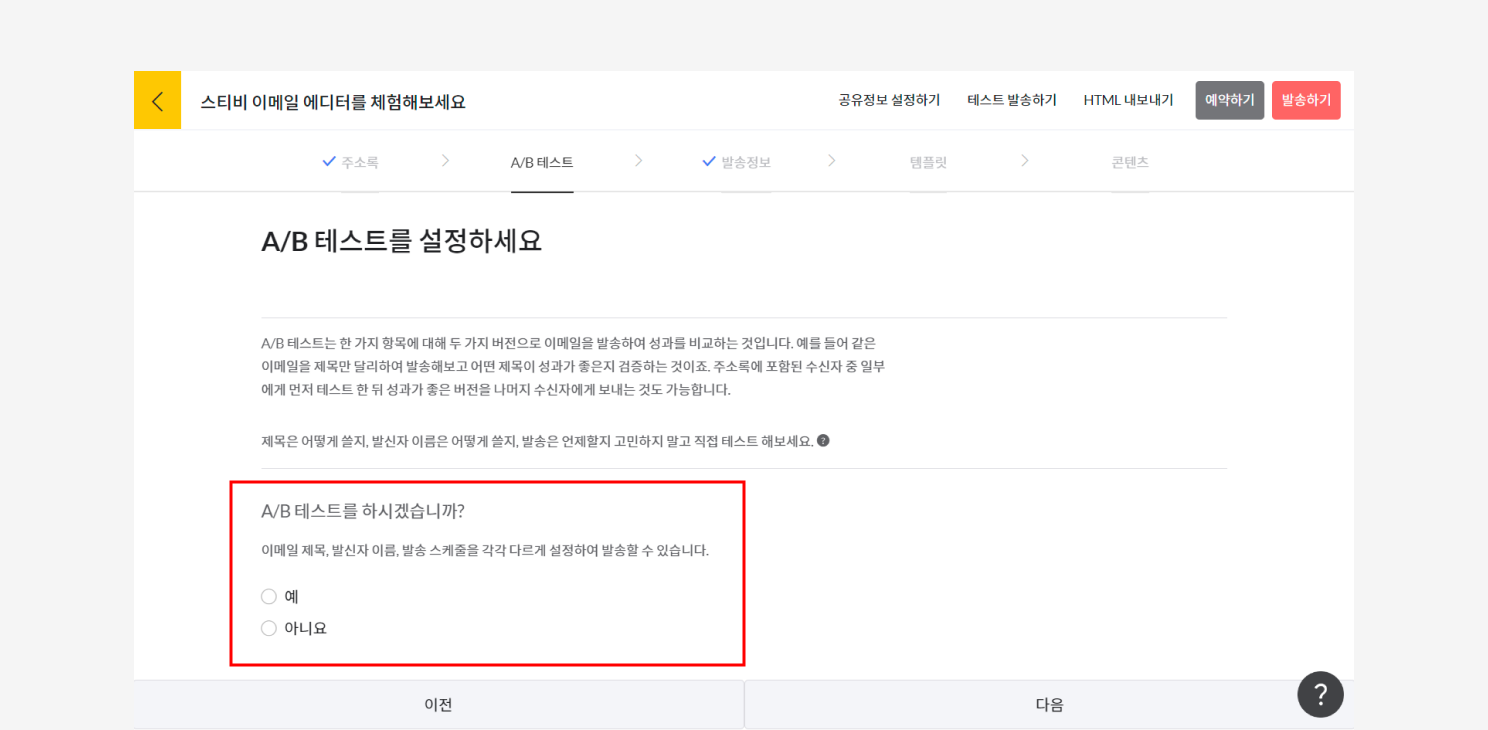 스티비 이메일 에디터를 체험해보세요
공유정보 설정하기 테스트 발송하기 HTML 내보내기 예약하기 발송하기
주소록 A/B 테스트 발송정보 템플릿 콘텐츠
A/B 테스트를 설정하세요
A/B 테스트는 한 가지 항목에 대해 두 가지 버전으로 이메일을 발송하여 성과를 비교하는 것입니다. 예를 들어 같은
이메일을 제목만 달리하여 발송해보고 어떤 제목이 성과가 좋은지 검증하는 것이죠. 주소록에 포함된 수신자 중 일부
에게 먼저 테스트 한 뒤 성과가 좋은 버전을 나머지 수신자에게 보내는 것도 가능합니다.
제목은 어떻게 쓸지, 발신자 이름은 어떻게 쓸지, 발송은 언제할지 고민하지 말고 직접 테스트 해보세요. ?
A/B 테스트를 하시겠습니까?
이메일 제목, 발신자 이름, 발송 스케줄을 각각 다르게 설정하여 발송할 수 있습니다.
예
아니요
이전 다음 ?